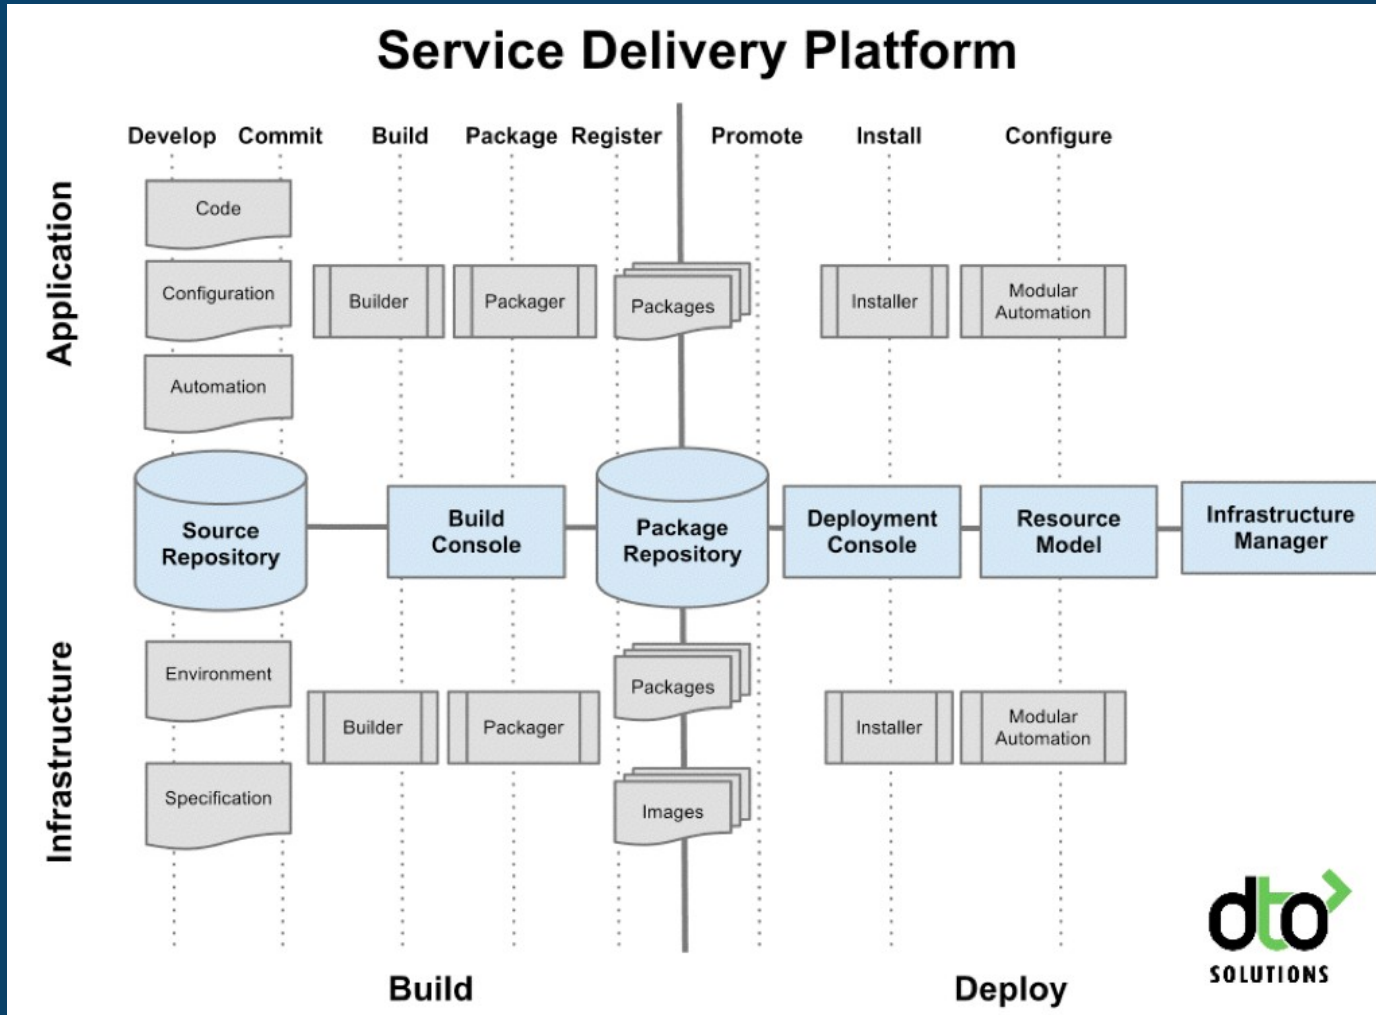 Service Delivery Platform
Develop Commit Build Package Register Promote Install Configure
Application
Code
Configuration
Builder
Packager
Packages
Installer
Modular
Automation
Automation
Source
Repository
Build
Console
Package
Repository
Deployment
Console
Resource
Model
Infrastructure
Manager
Infrastructure
Environment
Specification
Builder
Packager
Packages
Images
Installer
Modular
Automation
Build
Deploy
dto
SOLUTIONS